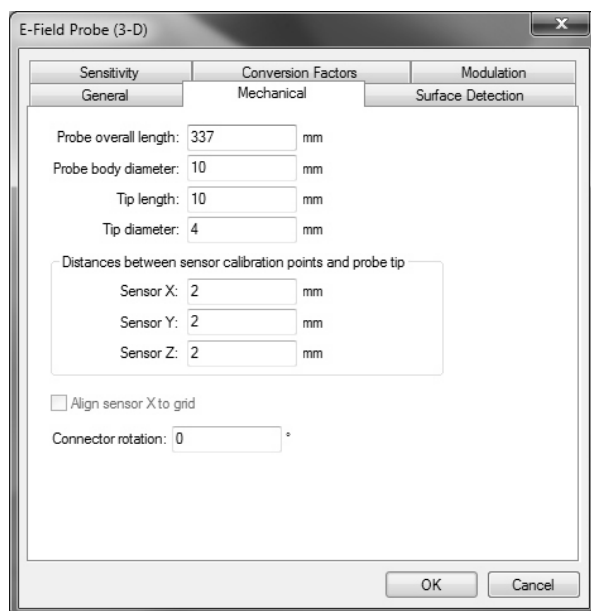 E-Field Probe (3-D)
x
Sensitivity Conversion Factors Modulation
General Mechanical Surface Detection
Probe overall length: 337 mm
Probe body diameter: 10 mm
Tip length: 10 mm
Tip diameter: 4 mm
Distances between sensor calibration points and probe tip
Sensor X: 2 mm
Sensor Y: 2 mm
Sensor Z: 2 mm
Align sensor X to grid
Connector rotation: 0 °
OK Cancel